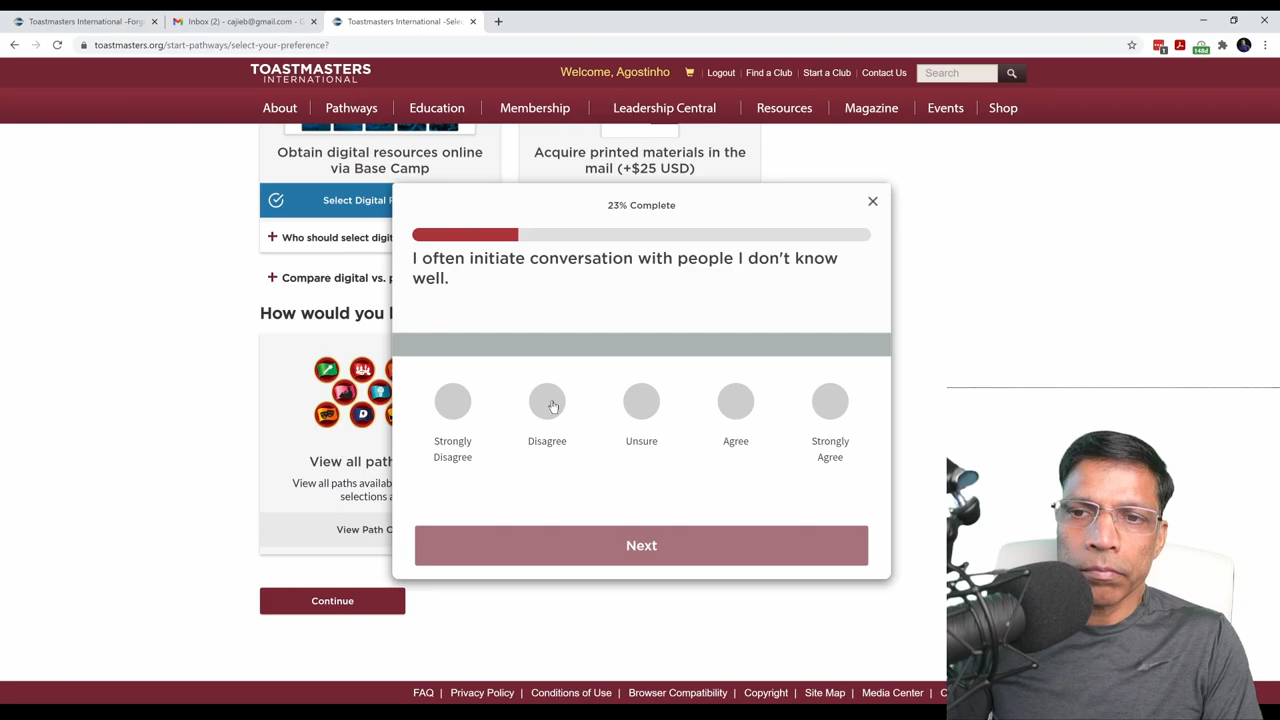 Toastmasters International -Forg
Inbox (2) - cajieb@gmail.com - G
Toastmasters International -Selec
toastmasters.org/start-pathways/select-your-preference?
1
148d
TOASTMASTERS
INTERNATIONAL
Welcome, Agostinho
Logout
Find a Club
Start a Club
Contact Us
Search
About
Pathways
Education
Membership
Leadership Central
Resources
Magazine
Events
Shop
Obtain digital resources online
via Base Camp
Acquire printed materials in the
mail (+$25 USD)
Select Digital
Who should select digit
Compare digital vs. p
How would you
23% Complete
I often initiate conversation with people I don't know
well.
Strongly
Disagree
Disagree
Unsure
Agree
Strongly
Agree
Next
View all pat
View all paths availab
selections a
View Path
Continue
FAQ | Privacy Policy | Conditions of Use | Browser Compatibility | Copyright | Site Map | Media Center |